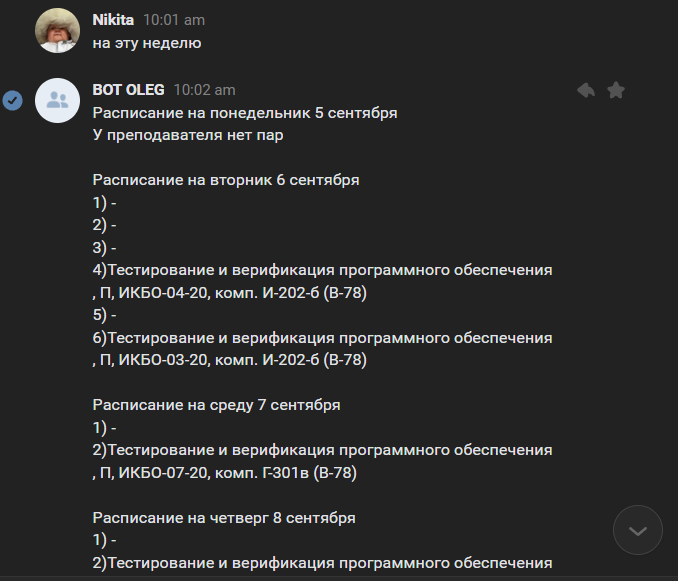 Nikita 10:01 am
на эту неделю
BOT OLEG 10:02 am
Расписание на понедельник 5 сентября
У преподавателя нет пар
Расписание на вторник 6 сентября
1) -
2) -
3) -
4)Тестирование и верификация программного обеспечения
, П, ИКБО-04-20, комп. И-202-б (В-78)
5) -
6)Тестирование и верификация программного обеспечения
, П, ИКБО-03-20, комп. И-202-б (В-78)
Расписание на среду 7 сентября
1) -
2)Тестирование и верификация программного обеспечения
, П, ИКБО-07-20, комп. Г-301в (В-78)
Расписание на четверг 8 сентября
1) -
2)Тестирование и верификация программного обеспечения